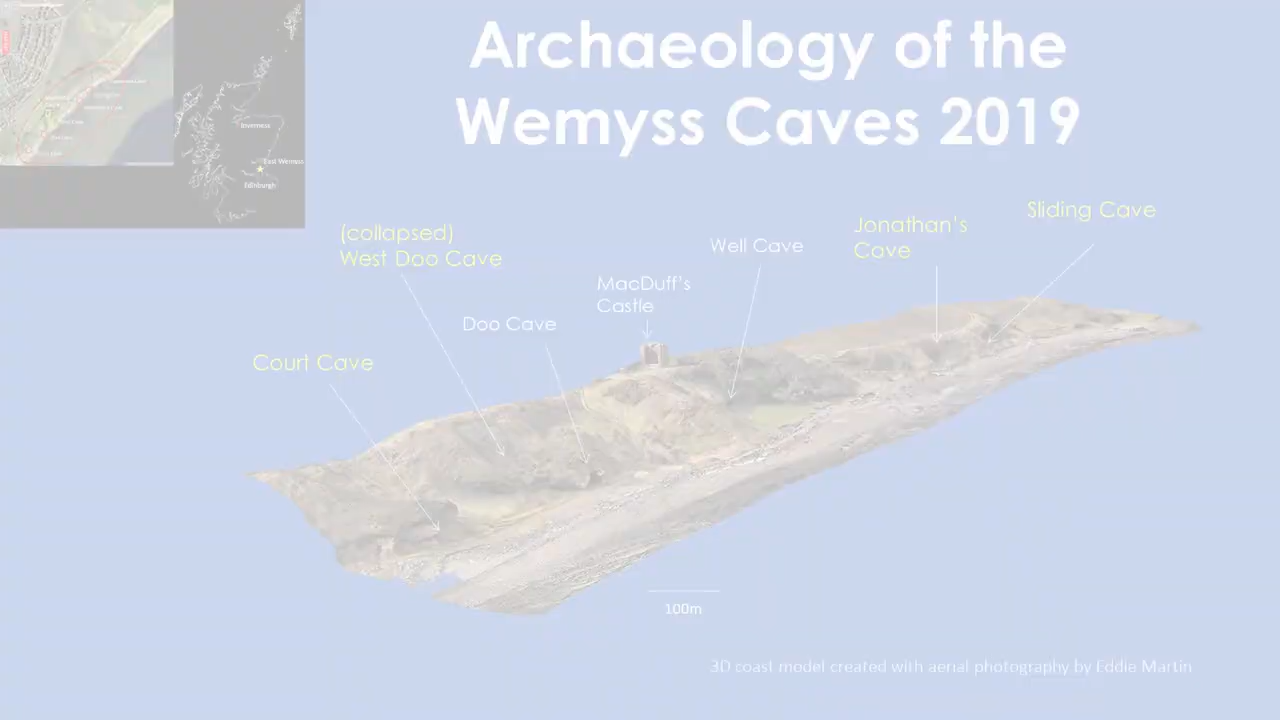 Archaeology of the
Wemyss Caves 2019
Inverness
East Wemyss
Edinburgh
Sliding Cave
Jonathan's
Cave
(collapsed)
West Doo Cave
Well Cave
MacDuff's
Castle
Doo Cave
Court Cave
100m
3D coast model created with aerial photography by Eddie Martin